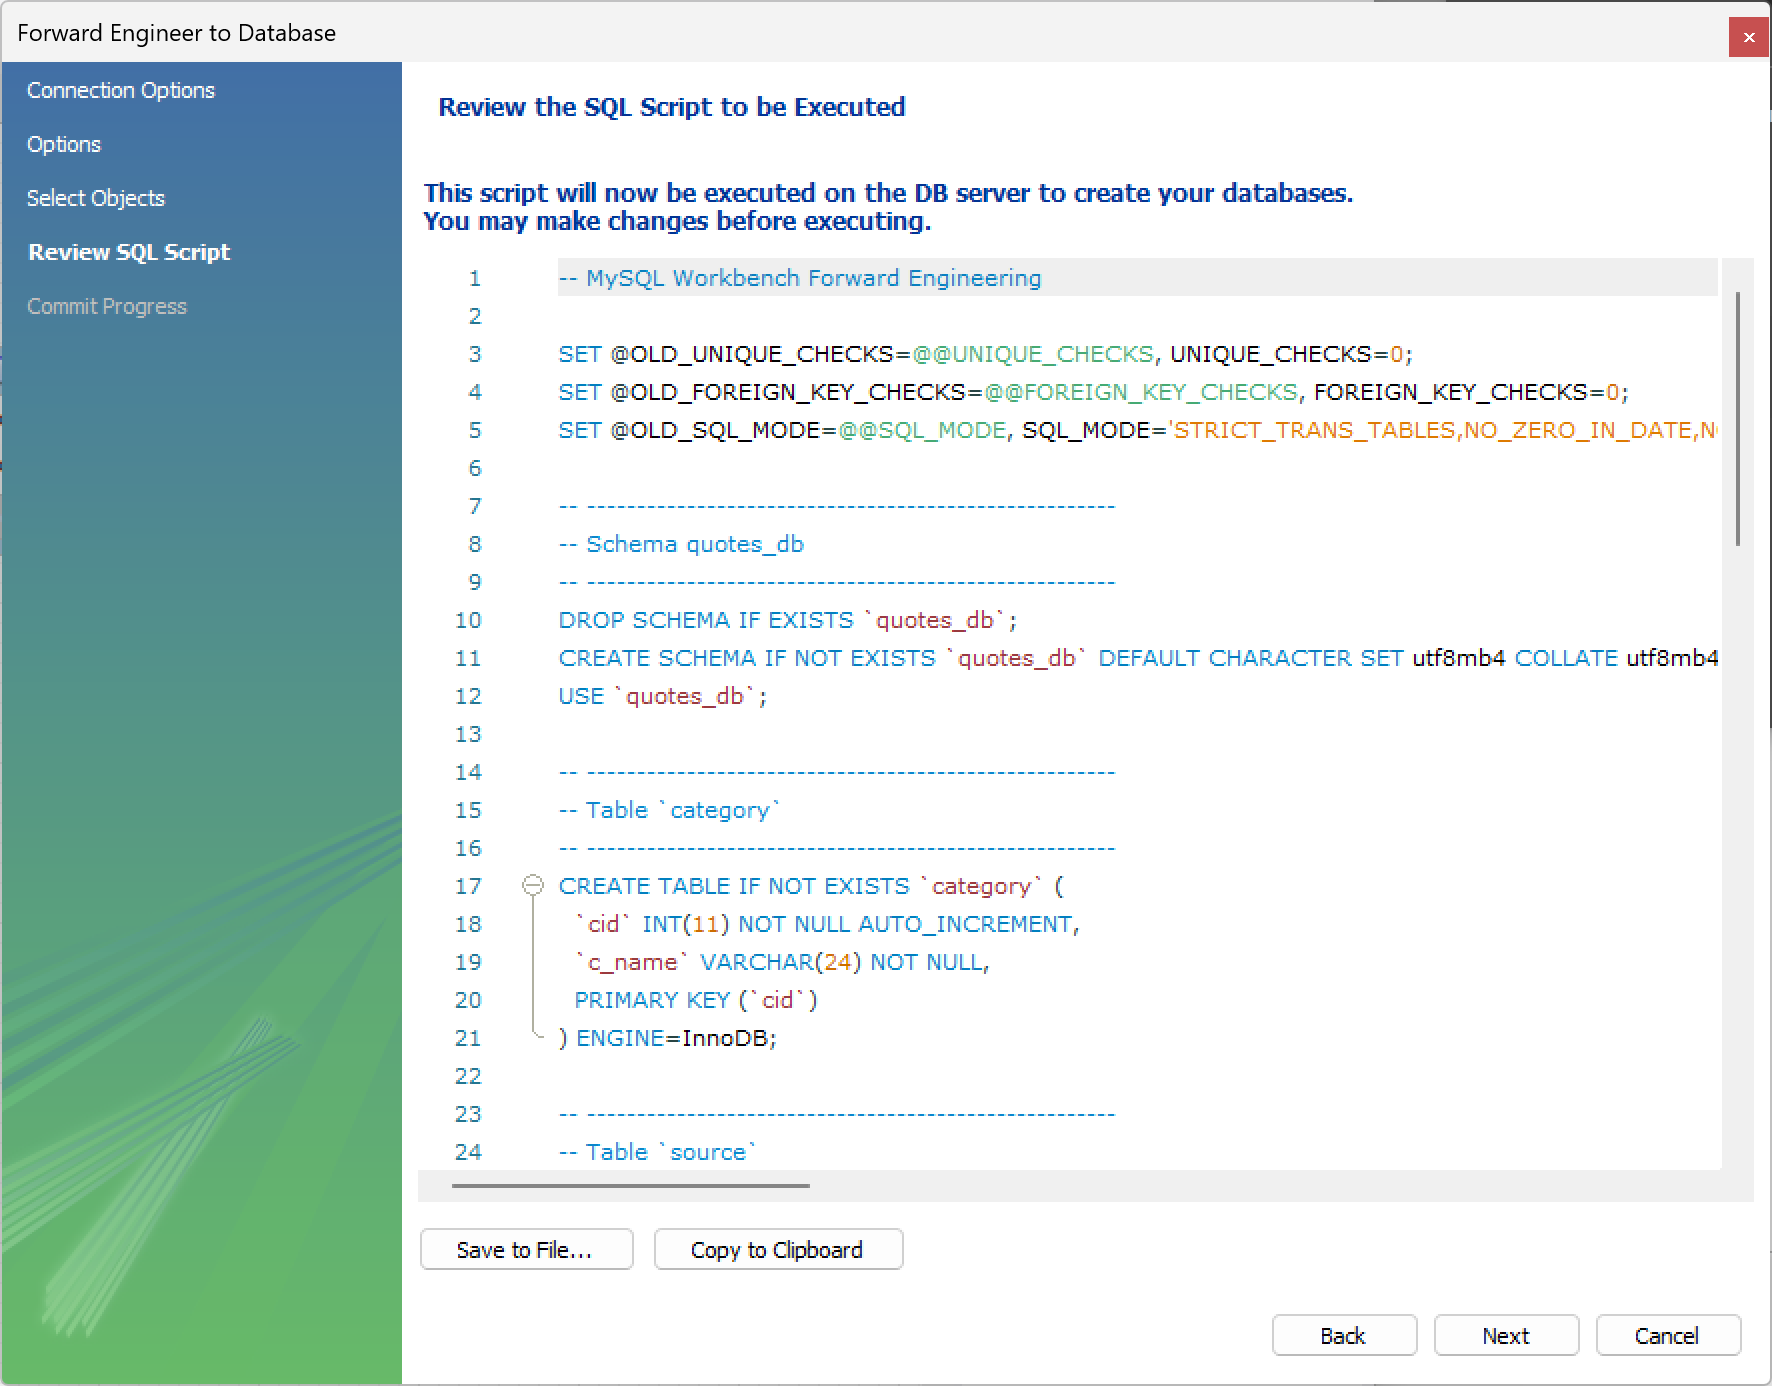 Forward Engineer to Database
Connection Options
Options
Select Objects
Review SQL Script
Commit Progress
Review the SQL Script to be Executed
This script will now be executed on the DB server to create your databases.
You may make changes before executing.
1 -- MySQL Workbench Forward Engineering
2
3 SET @OLD_UNIQUE_CHECKS=@@UNIQUE_CHECKS, UNIQUE_CHECKS=0;
4 SET @OLD_FOREIGN_KEY_CHECKS=@@FOREIGN_KEY_CHECKS, FOREIGN_KEY_CHECKS=0;
5 SET @OLD_SQL_MODE=@@SQL_MODE, SQL_MODE='STRICT_TRANS_TABLES,NO_ZERO_IN_DATE,N
6
7 -- -----------------------------------------------------
8 -- Schema quotes_db
9 -- -----------------------------------------------------
10 DROP SCHEMA IF EXISTS `quotes_db`;
11 CREATE SCHEMA IF NOT EXISTS `quotes_db` DEFAULT CHARACTER SET utf8mb4 COLLATE utf8mb4
12 USE `quotes_db`;
13
14 -- -----------------------------------------------------
15 -- Table `category`
16 -- -----------------------------------------------------
17 CREATE TABLE IF NOT EXISTS `category` (
18 `cid` INT(11) NOT NULL AUTO_INCREMENT,
19 `c_name` VARCHAR(24) NOT NULL,
20 PRIMARY KEY (`cid`)
21 ) ENGINE=InnoDB;
22
23 -- -----------------------------------------------------
24 -- Table `source`
Save to File...
Copy to Clipboard
Back
Next
Cancel